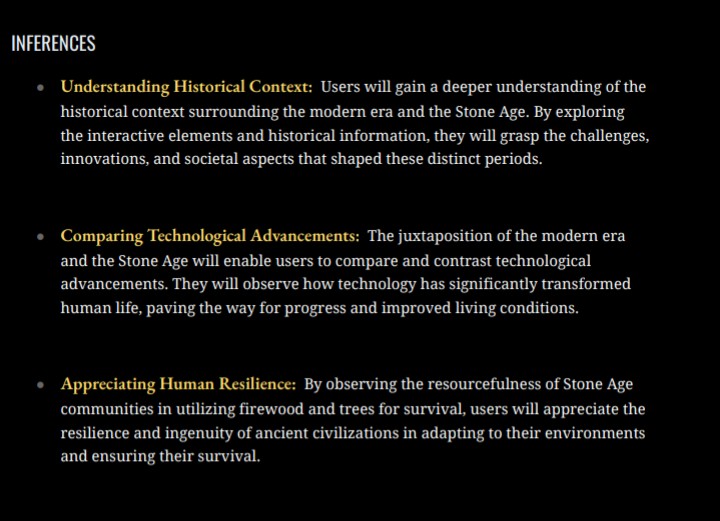 INFERENCES
Understanding Historical Context: Users will gain a deeper understanding of the
historical context surrounding the modern era and the Stone Age. By exploring
the interactive elements and historical information, they will grasp the challenges,
innovations, and societal aspects that shaped these distinct periods.
Comparing Technological Advancements: The juxtaposition of the modern era
and the Stone Age will enable users to compare and contrast technological
advancements. They will observe how technology has significantly transformed
human life, paving the way for progress and improved living conditions.
Appreciating Human Resilience: By observing the resourcefulness of Stone Age
communities in utilizing firewood and trees for survival, users will appreciate the
resilience and ingenuity of ancient civilizations in adapting to their environments
and ensuring their survival.